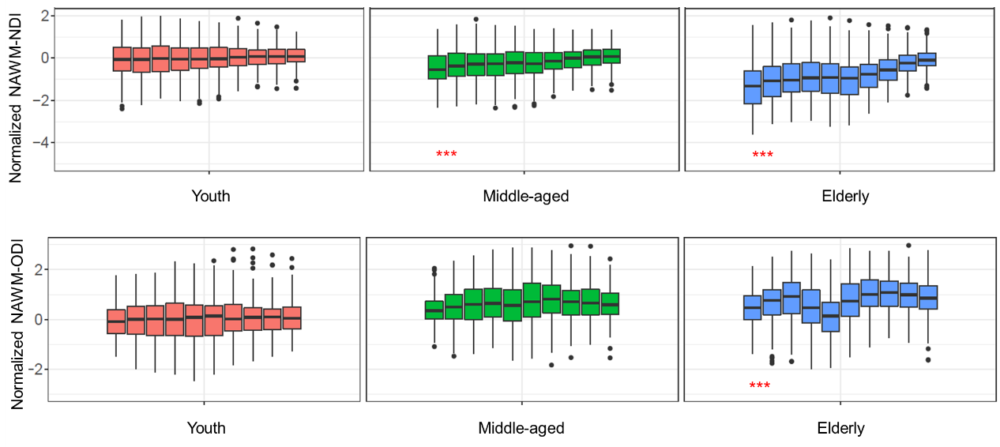 Normalized NAWM-NDI
2
0
−2
−4
***
***
Youth
Middle-aged
Elderly
Normalized NAWM-ODI
2
0
−2
***
Youth
Middle-aged
Elderly